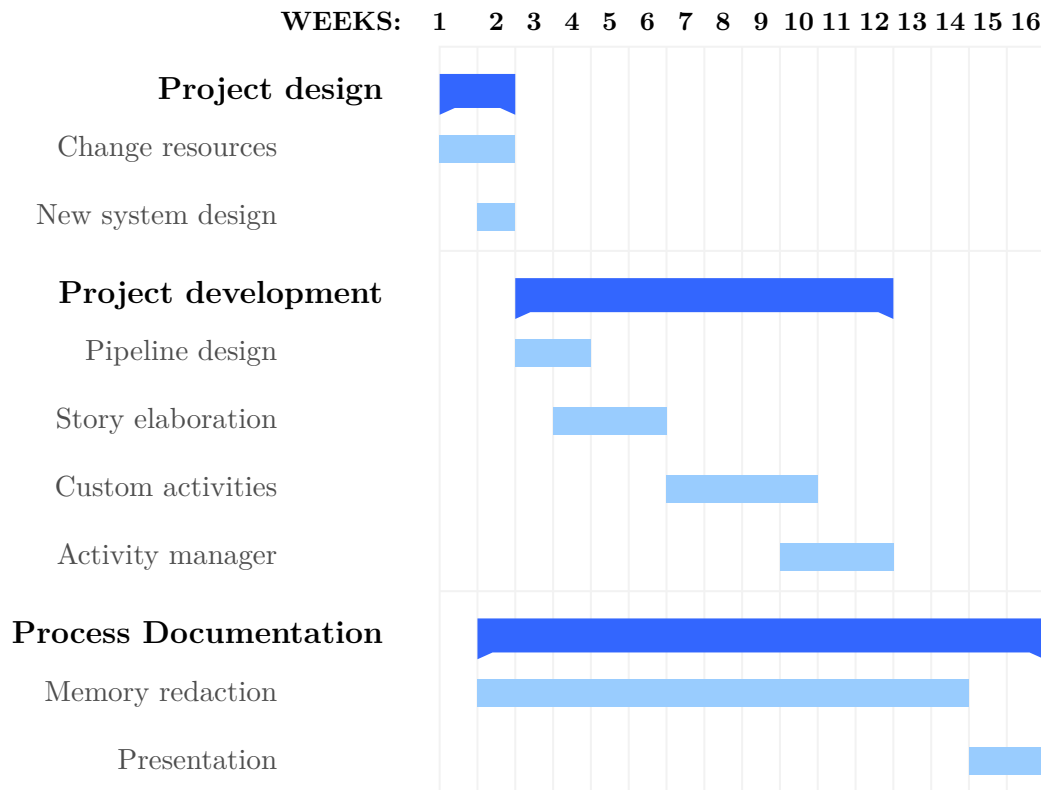 WEEKS: 1 2 3 4 5 6 7 8 9 10 11 12 13 14 15 16
Project design
Change resources
New system design
Project development
Pipeline design
Story elaboration
Custom activities
Activity manager
Process Documentation
Memory redaction
Presentation